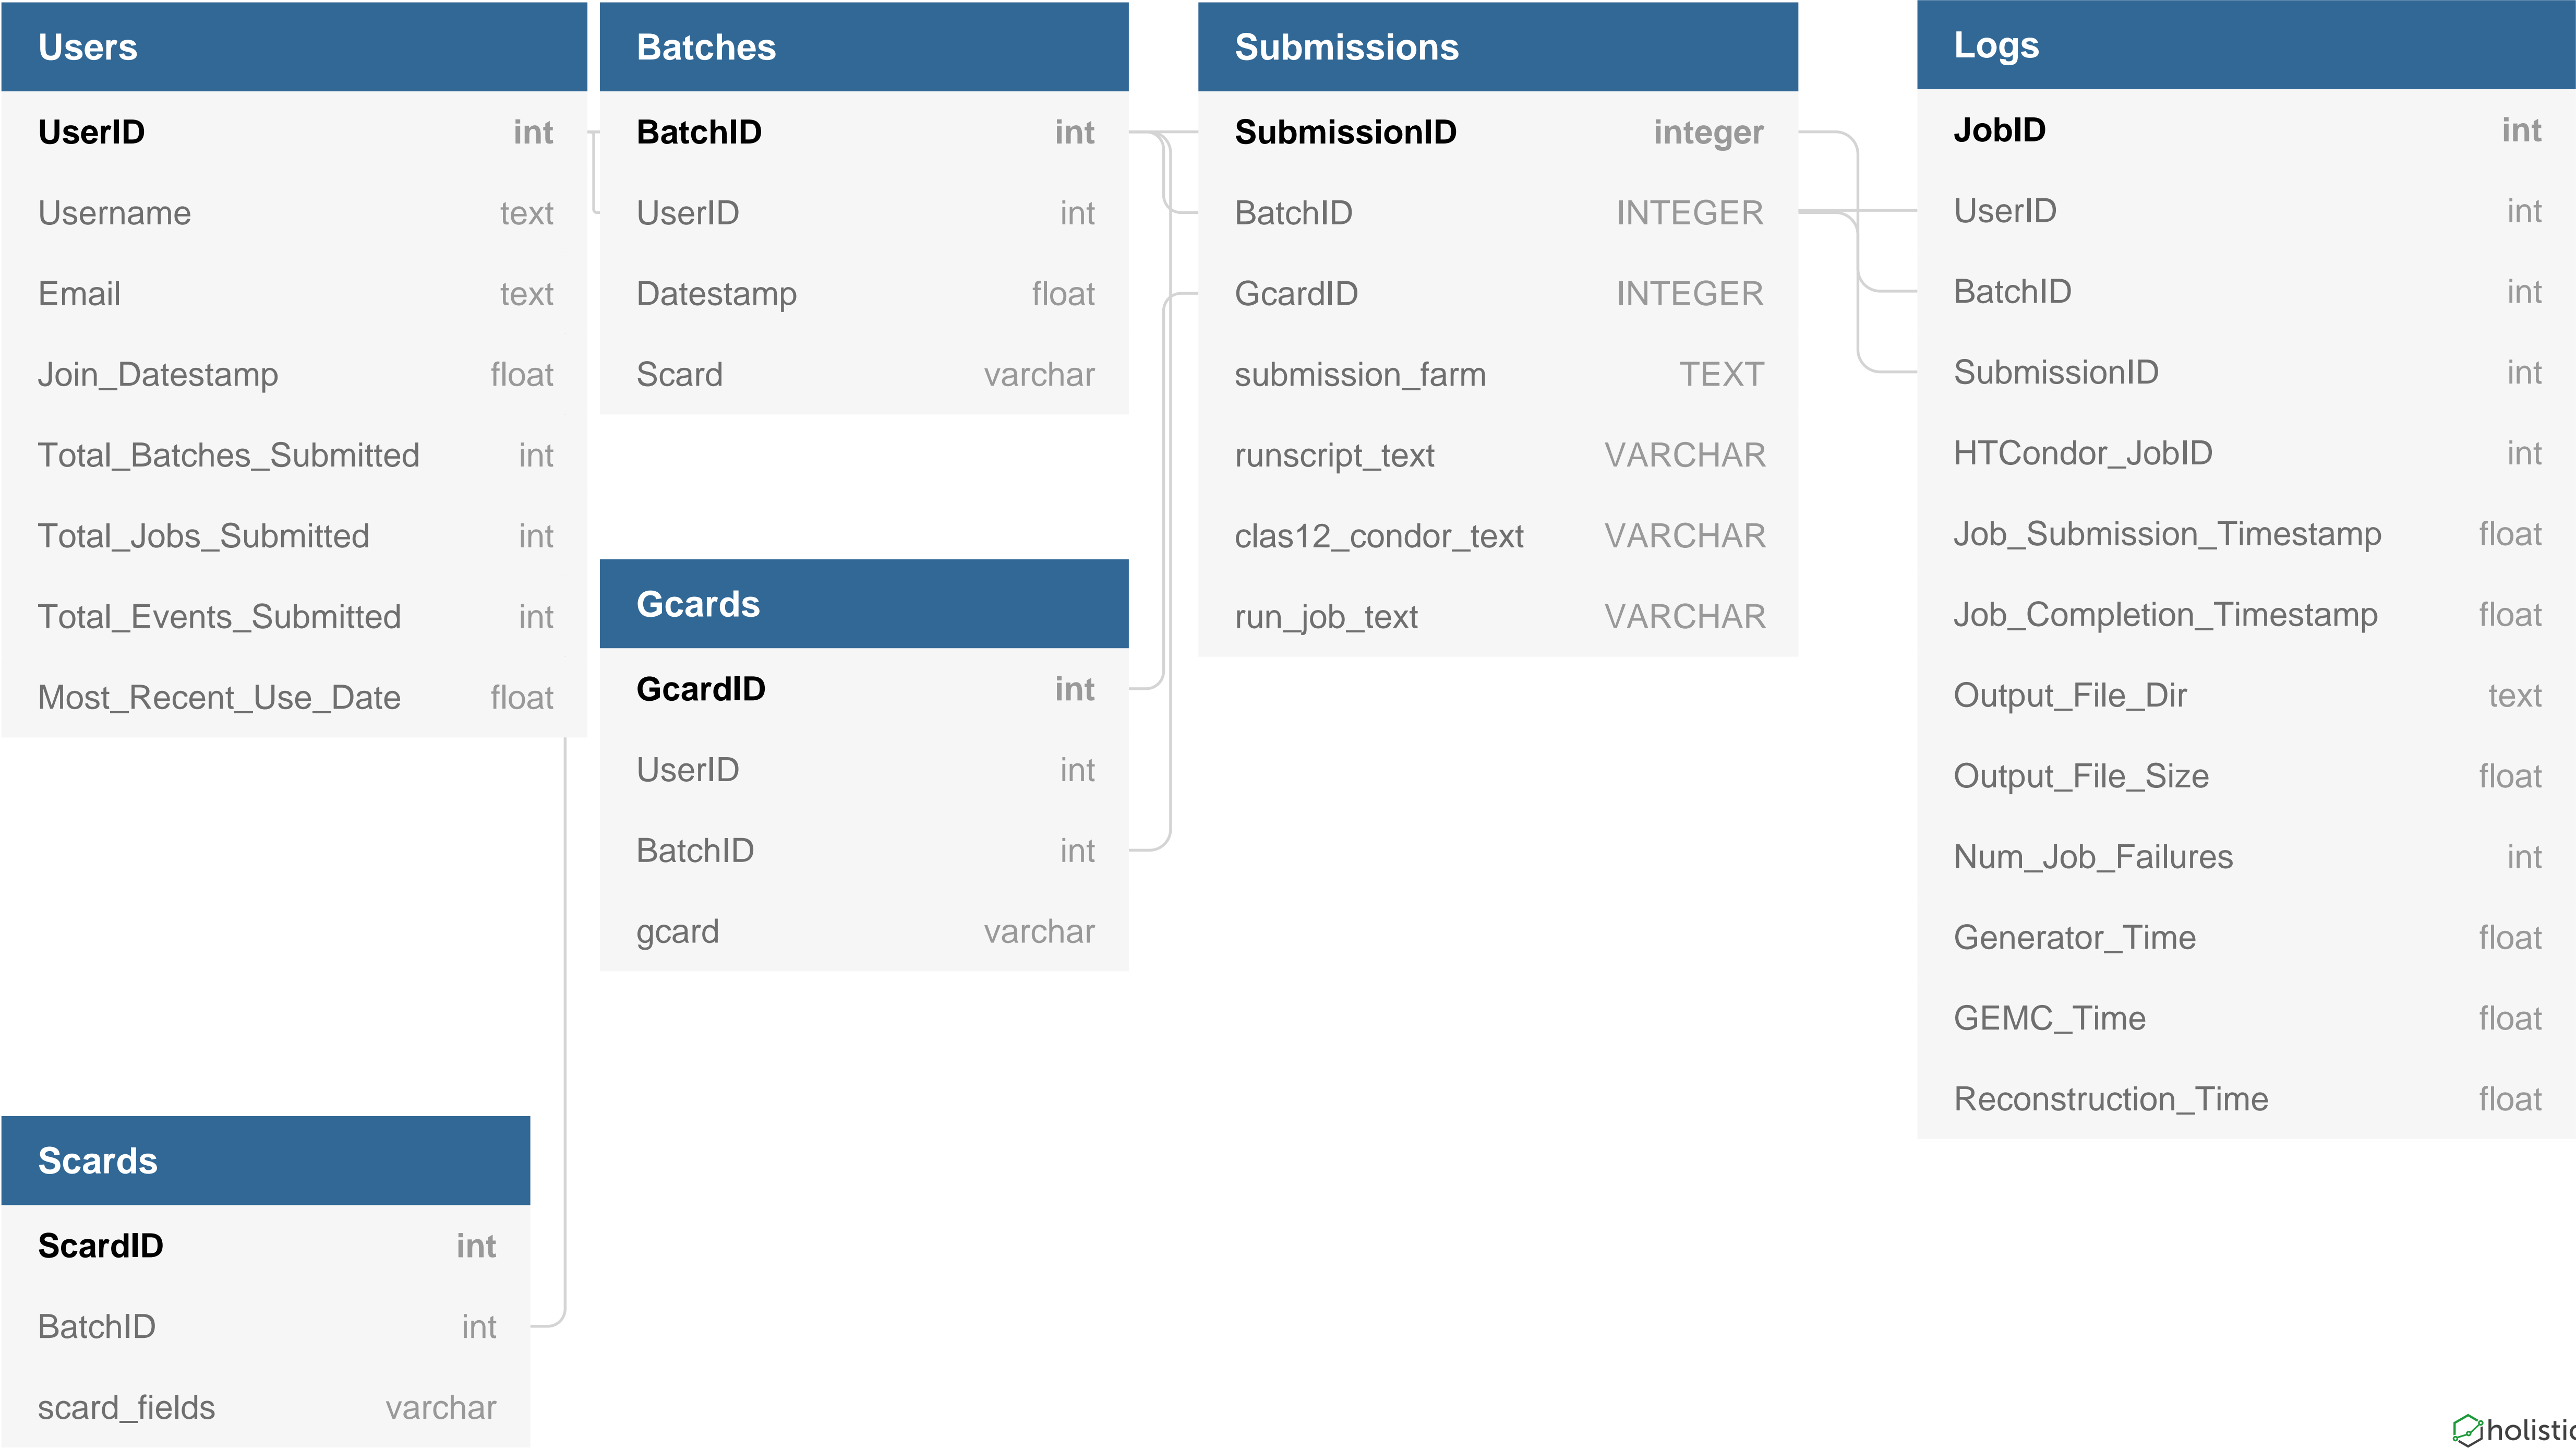 Users
UserID int
Username text
Email text
Join_Datestamp float
Total_Batches_Submitted int
Total_Jobs_Submitted int
Total_Events_Submitted int
Most_Recent_Use_Date float
Batches
BatchID int
UserID int
Datestamp float
Scard varchar
Gcards
GcardID int
UserID int
BatchID int
gcard varchar
Submissions
SubmissionID integer
BatchID INTEGER
GcardID INTEGER
submission_farm TEXT
runscript_text VARCHAR
clas12_condor_text VARCHAR
run_job_text VARCHAR
Logs
JobID int
UserID int
BatchID int
SubmissionID int
HTCondor_JobID int
Job_Submission_Timestamp float
Job_Completion_Timestamp float
Output_File_Dir text
Output_File_Size float
Num_Job_Failures int
Generator_Time float
GEMC_Time float
Reconstruction_Time float
Scards
ScardID int
BatchID int
scard_fields varchar